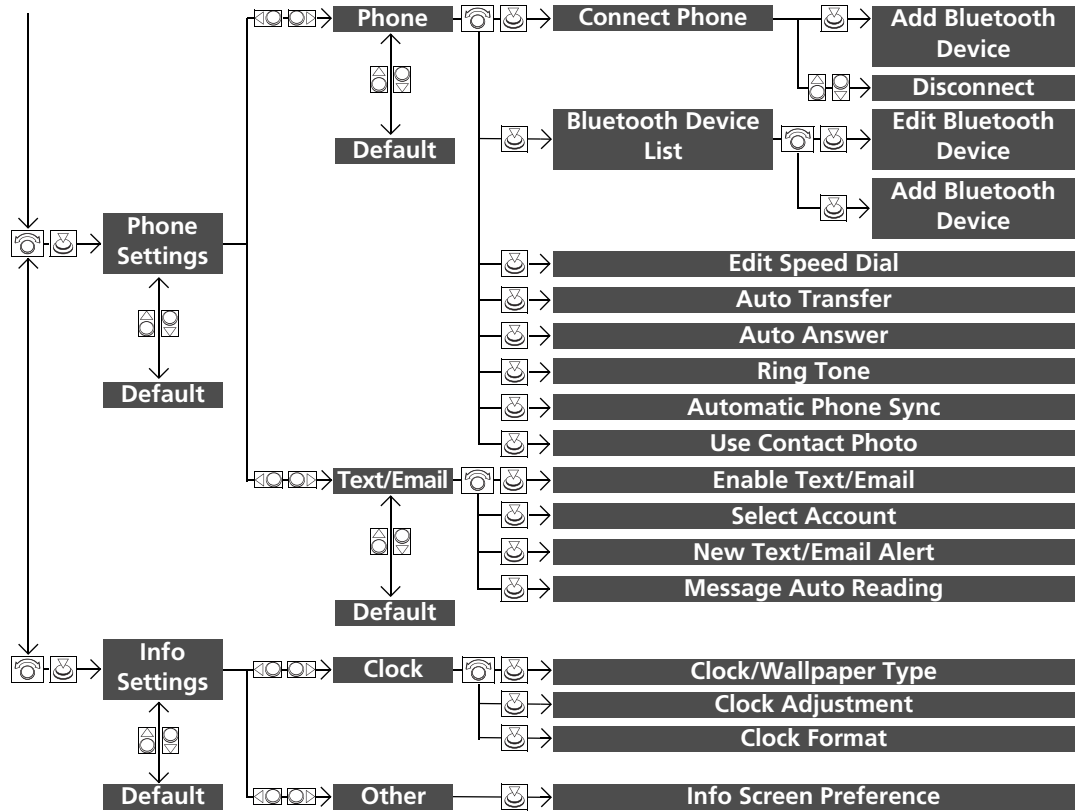 Phone
Connect Phone
Add Bluetooth
Device
Disconnect
Default
Bluetooth Device
List
Edit Bluetooth
Device
Add Bluetooth
Device
Phone
Settings
Default
Edit Speed Dial
Auto Transfer
Auto Answer
Ring Tone
Automatic Phone Sync
Use Contact Photo
Text/Email
Enable Text/Email
Select Account
New Text/Email Alert
Message Auto Reading
Default
Info
Settings
Default
Clock
Clock/Wallpaper Type
Clock Adjustment
Clock Format
Other
Info Screen Preference